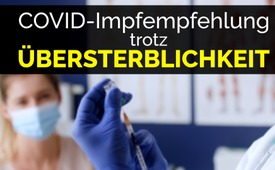 COVID-Impfempfehlung
trotz
ÜBERSTERBLICHKEIT